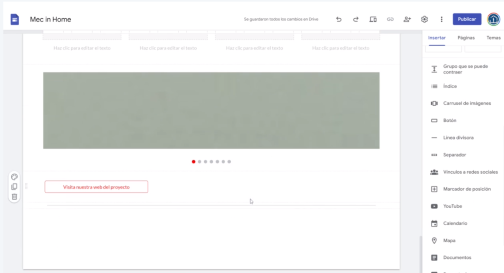 Mec in Home
Se guardaron todos los cambios en Drive
Publicar
Insertar
Páginas
Temas
Haz clic para editar el texto
Haz clic para editar el texto
Haz clic para editar el texto
Haz clic para editar el texto
Grupo que se puede
contraer
Índice
Carrusel de imágenes
Botón
Línea divisora
Separador
Vínculos a redes sociales
Marcador de posición
YouTube
Calendario
Mapa
Documentos
Visita nuestra web del proyecto